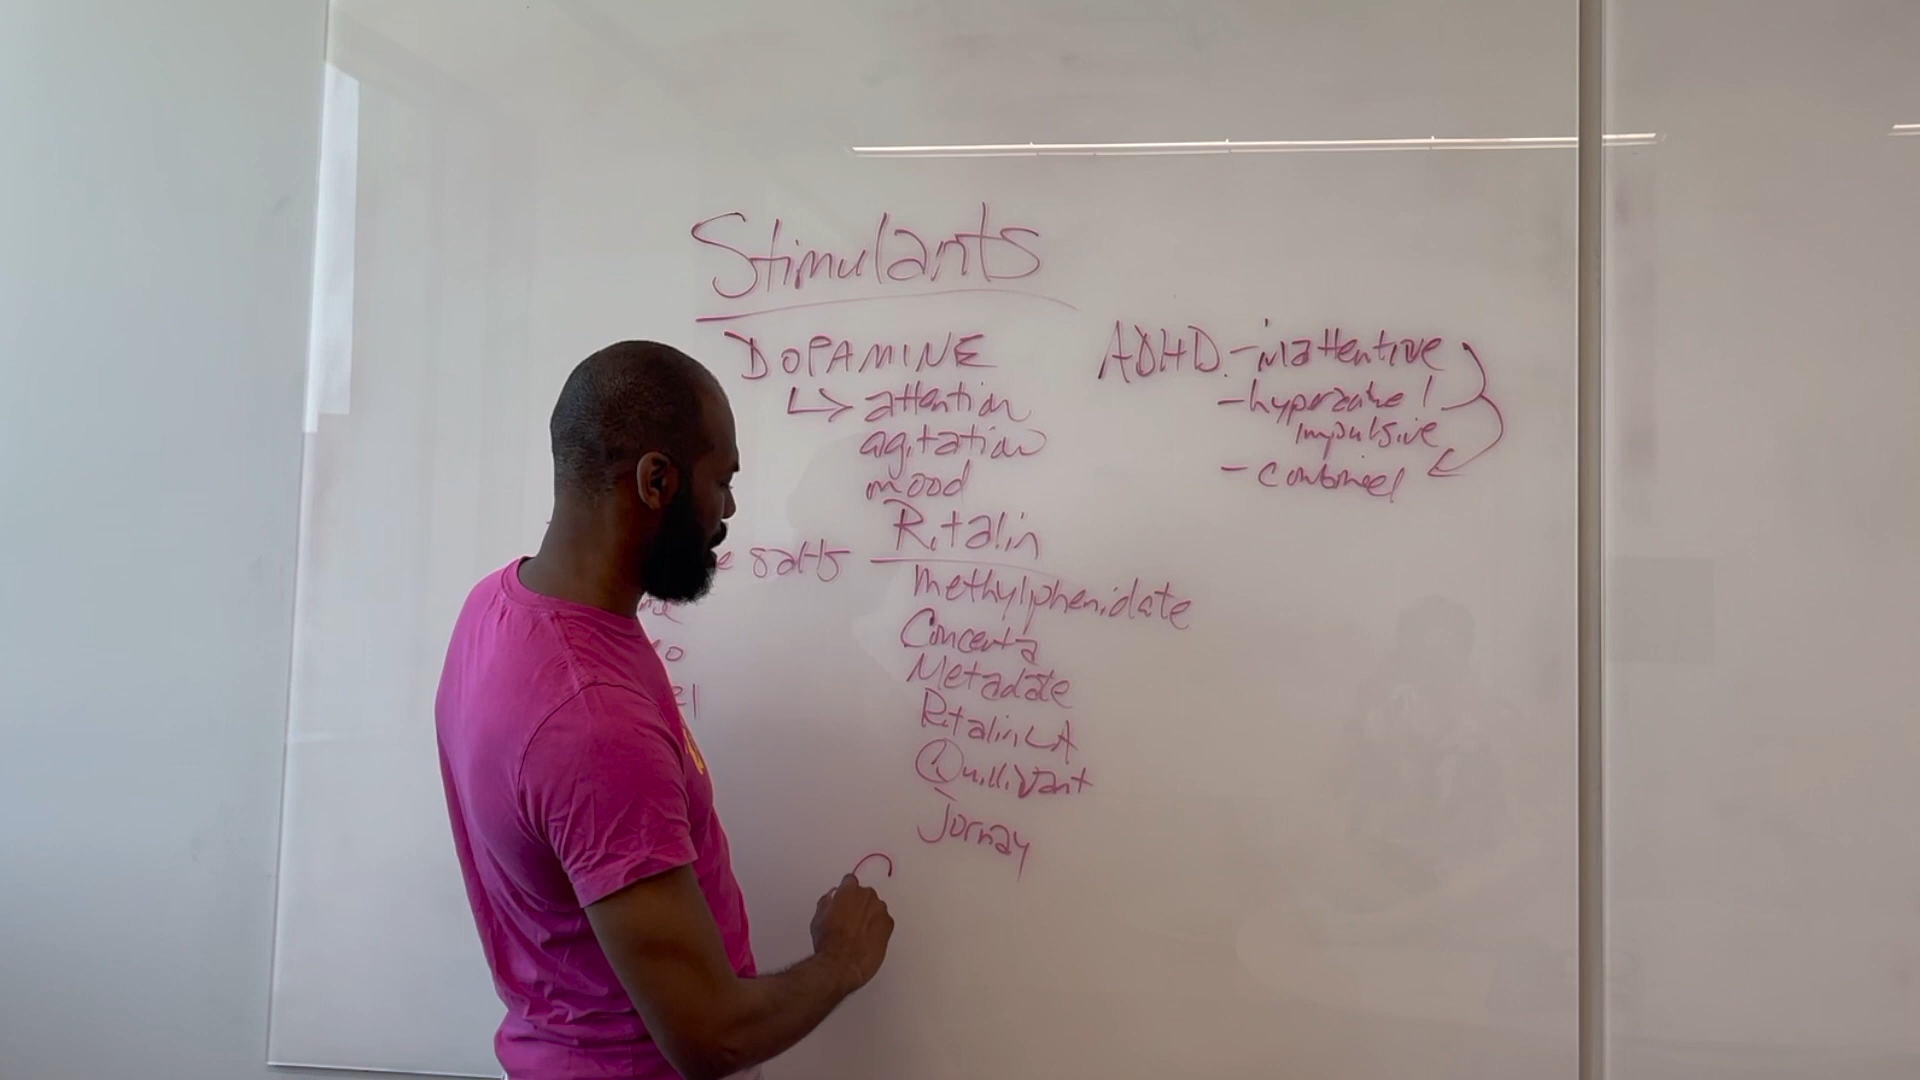 Stimulants
DOPAMINE
↳ attention
agitation
mood
ADHD - inattentive
- hyperactive /
impulsive
- combined
salts
Ritalin
methylphenidate
Concerta
Metadate
Ritalin LA
Quillivant
Jornay